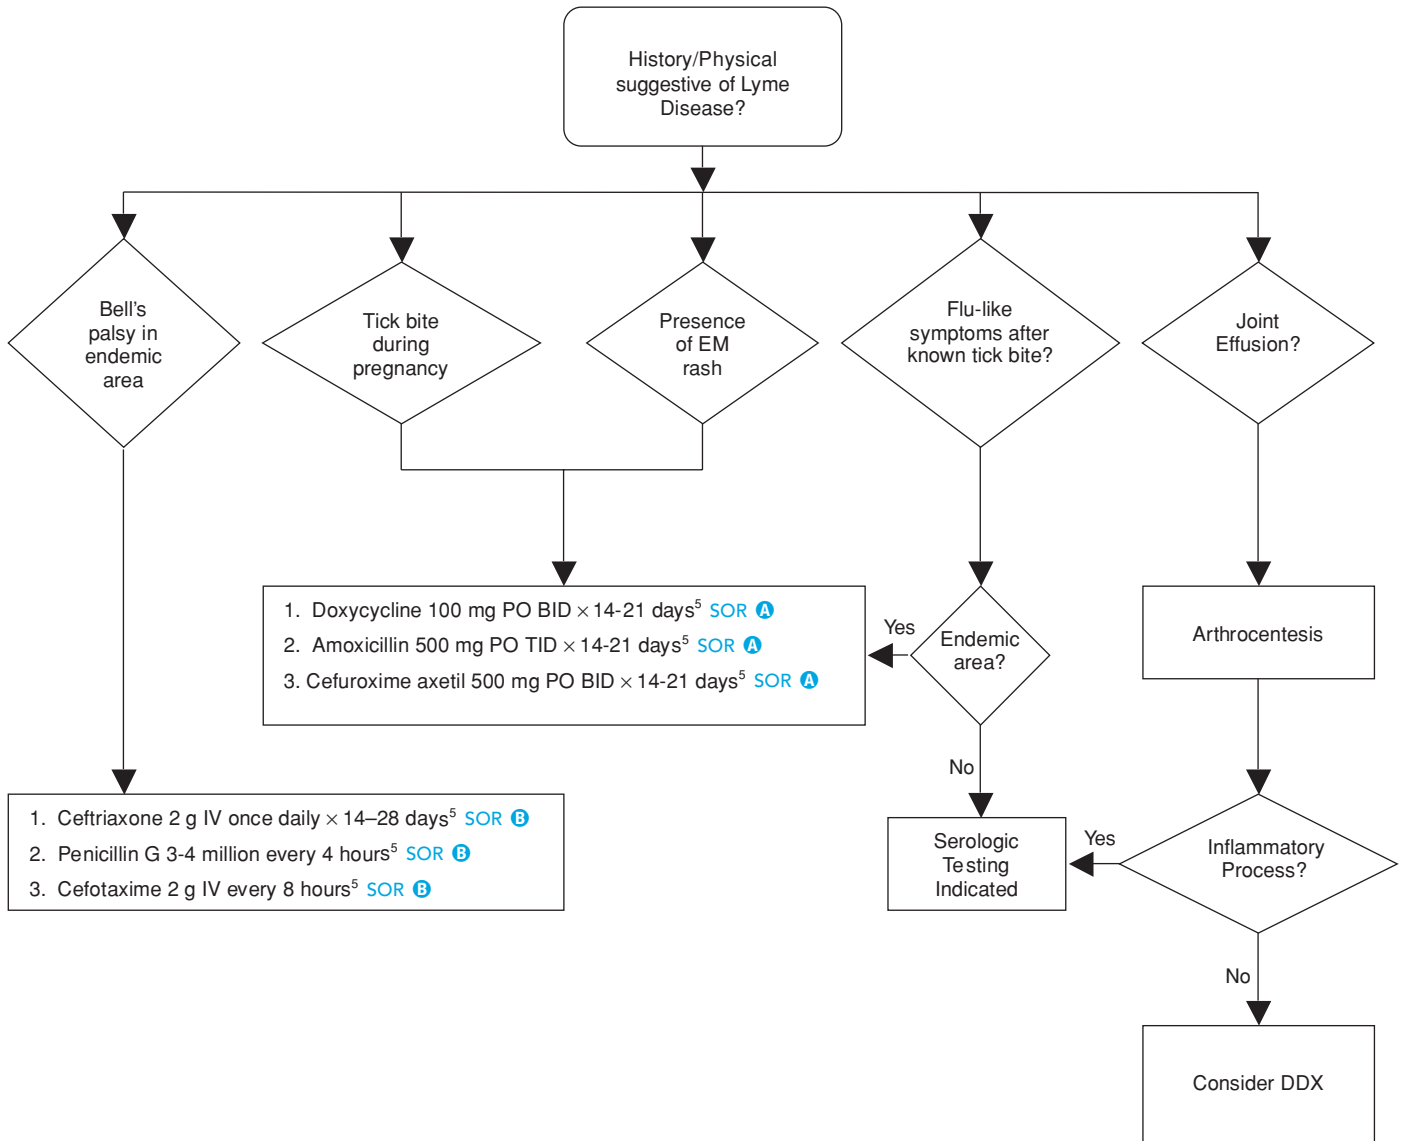 History/Physical
suggestive of Lyme
Disease?
Bell's
palsy in
endemic
area
Tick bite
during
pregnancy
Presence
of EM
rash
Flu-like
symptoms after
known tick bite?
Joint
Effusion?
1. Doxycycline 100 mg PO BID × 14-21 days⁵ SOR A
2. Amoxicillin 500 mg PO TID × 14-21 days⁵ SOR A
3. Cefuroxime axetil 500 mg PO BID × 14-21 days⁵ SOR A
Yes
Endemic
area?
Arthrocentesis
No
1. Ceftriaxone 2 g IV once daily × 14–28 days⁵ SOR B
2. Penicillin G 3-4 million every 4 hours⁵ SOR B
3. Cefotaxime 2 g IV every 8 hours⁵ SOR B
Serologic
Testing
Indicated
Yes
Inflammatory
Process?
No
Consider DDX